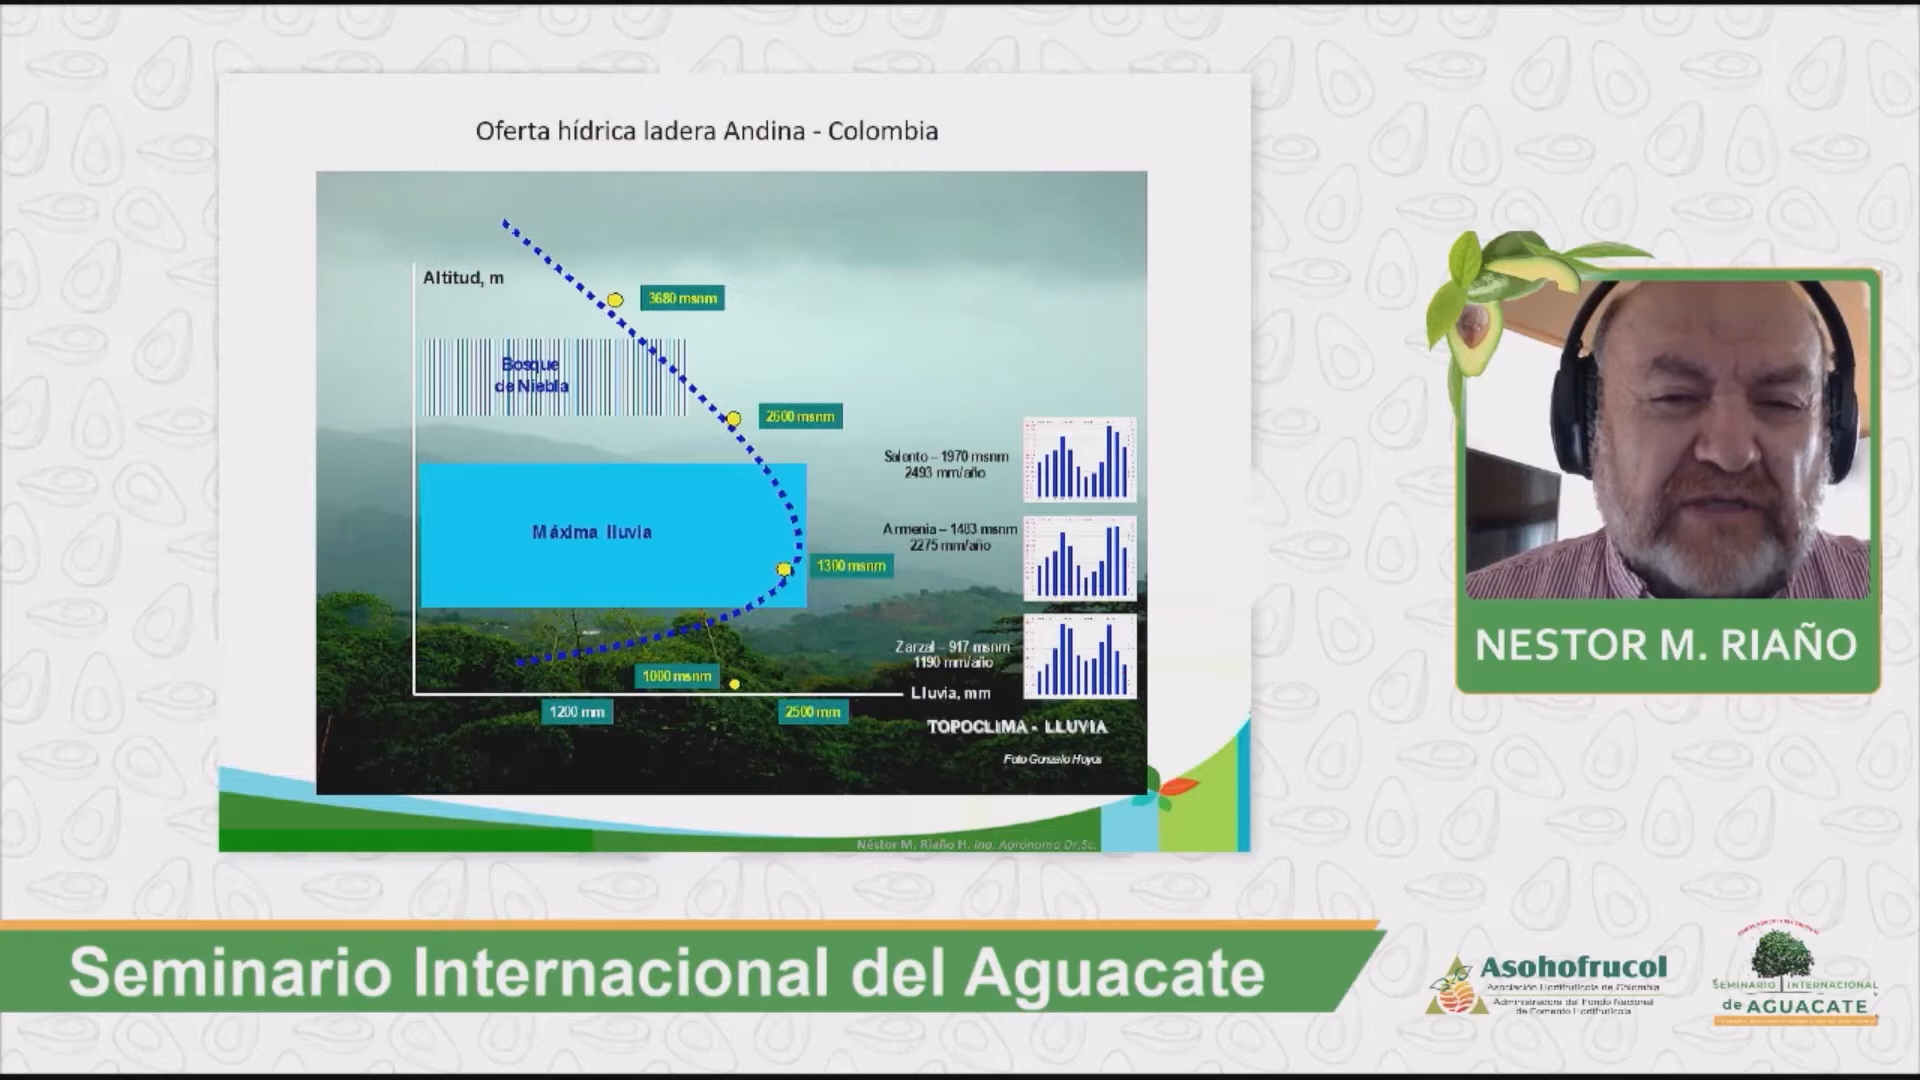 Oferta hídrica ladera Andina - Colombia
Altitud, m
3680 msnm
Bosque
de Niebla
2600 msnm
Salento – 1970 msnm
2493 mm/año
Máxima lluvia
Armenia – 1483 msnm
2275 mm/año
1300 msnm
Zarzal – 917 msnm
1190 mm/año
1000 msnm
Lluvia, mm
1200 mm
2500 mm
TOPOCLIMA - LLUVIA
Foto Gonzalo Hoyos
Néstor M. Riaño H. Ing. Agrónomo Dr.Sc.
NESTOR M. RIAÑO
Seminario Internacional del Aguacate
Asohofrucol
Asociación Hortifrutícola de Colombia
Administradora del Fondo Nacional
de Fomento Hortifrutícola
SEMINARIO INTERNACIONAL
de AGUACATE